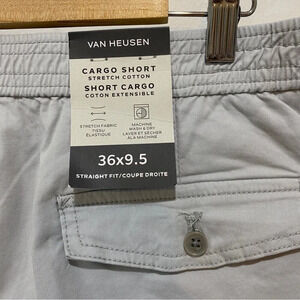 VAN HEUSEN
CARGO SHORT
STRETCH COTTON
SHORT CARGO
COTON EXTENSIBLE
STRETCH FABRIC
TISSU
ÉLASTIQUE
MACHINE
WASH & DRY
LAVER ET SÉCHER
À LA MACHINE
36x9.5
STRAIGHT FIT/COUPE DROITE